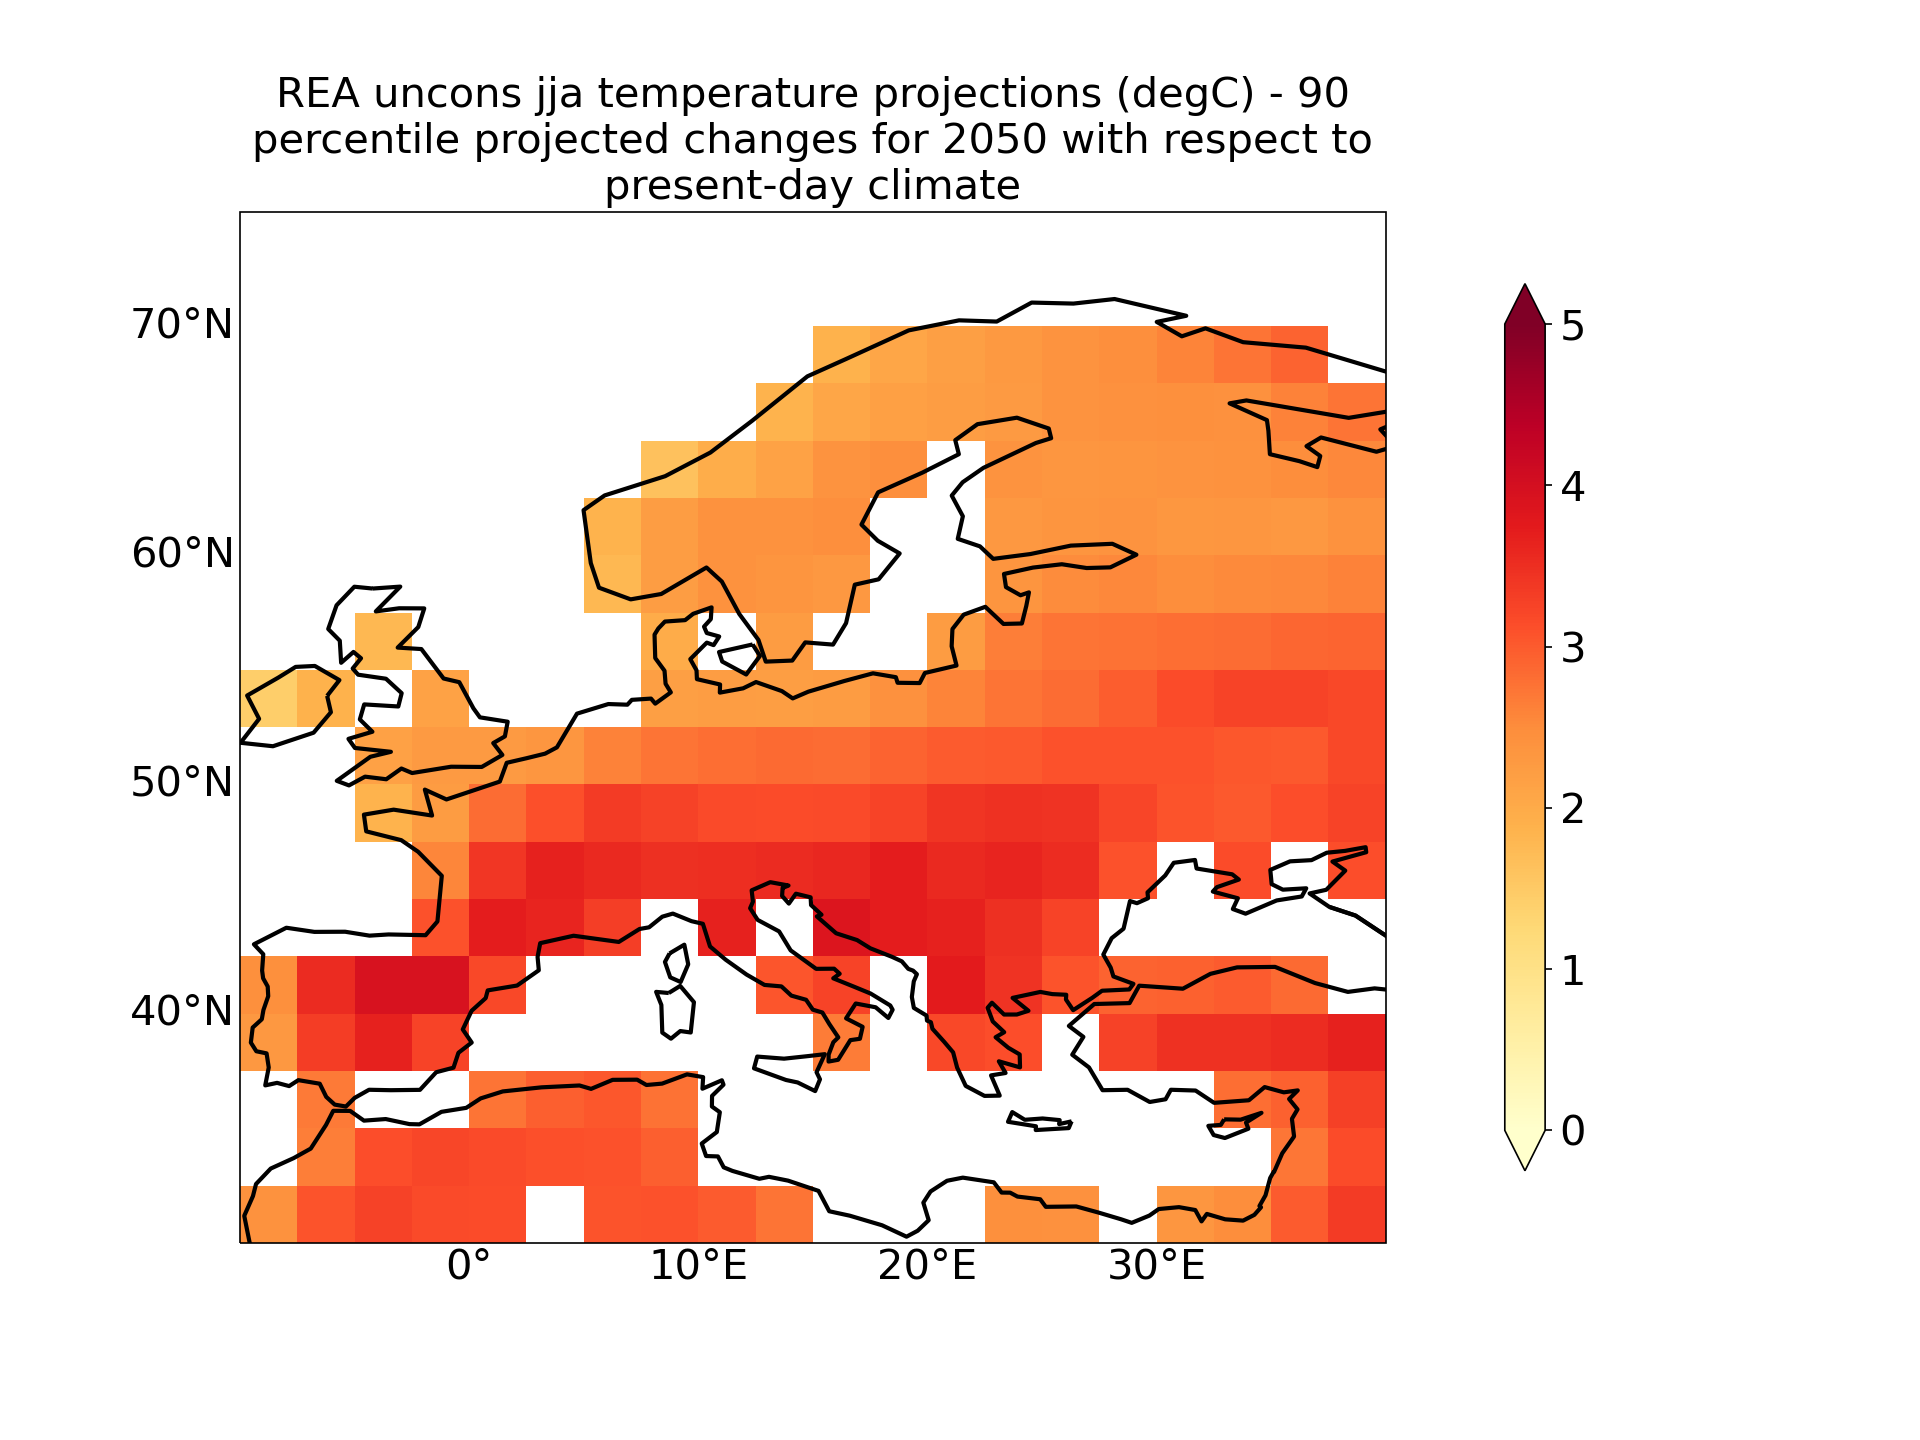 REA uncons jja temperature projections (degC) - 90
percentile projected changes for 2050 with respect to
present-day climate
70°N
60°N
50°N
40°N
0°
10°E
20°E
30°E
5
4
3
2
1
0